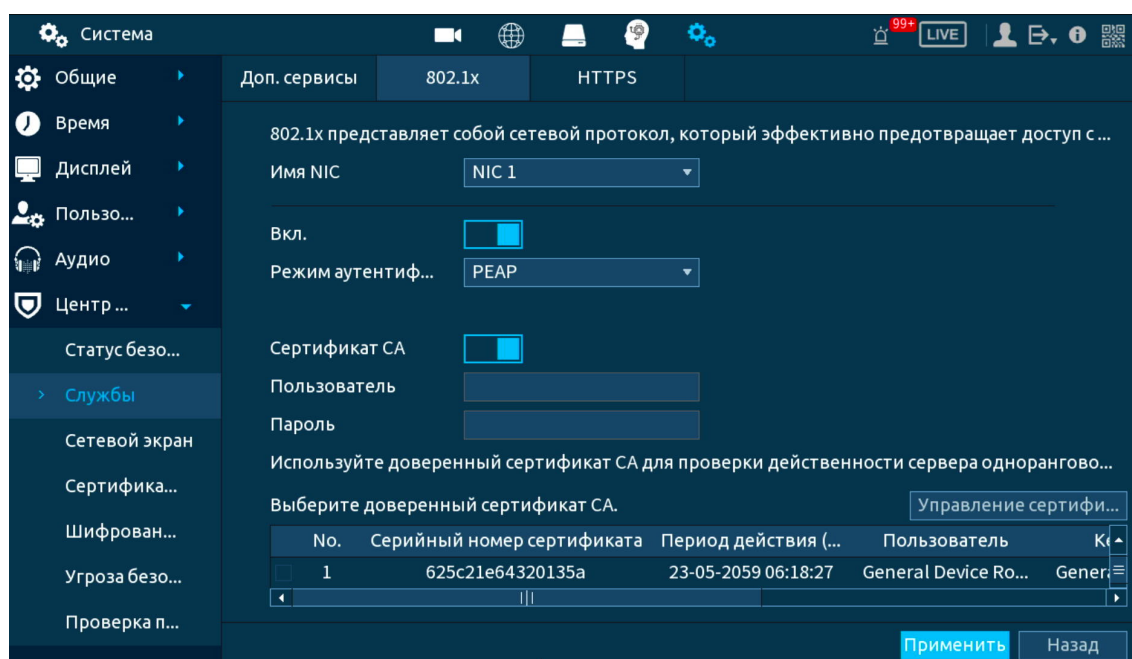 Система
99+
LIVE
Общие
Доп. сервисы 802.1x HTTPS
Время
802.1x представляет собой сетевой протокол, который эффективно предотвращает доступ с ...
Дисплей
Имя NIC NIC 1
Пользо...
Вкл.
Аудио
Режим аутентиф... PEAP
Центр ...
Статус безо...
Сертификат CA
Службы
Пользователь
Сетевой экран
Пароль
Используйте доверенный сертификат CA для проверки действенности сервера однорангово...
Сертифика...
Выберите доверенный сертификат CA. Управление сертифи...
Шифрован...
No. Серийный номер сертификата Период действия (... Пользователь Ке
Угроза безо...
1 625c21e64320135a 23-05-2059 06:18:27 General Device Ro... Genera
Проверка п...
Применить Назад